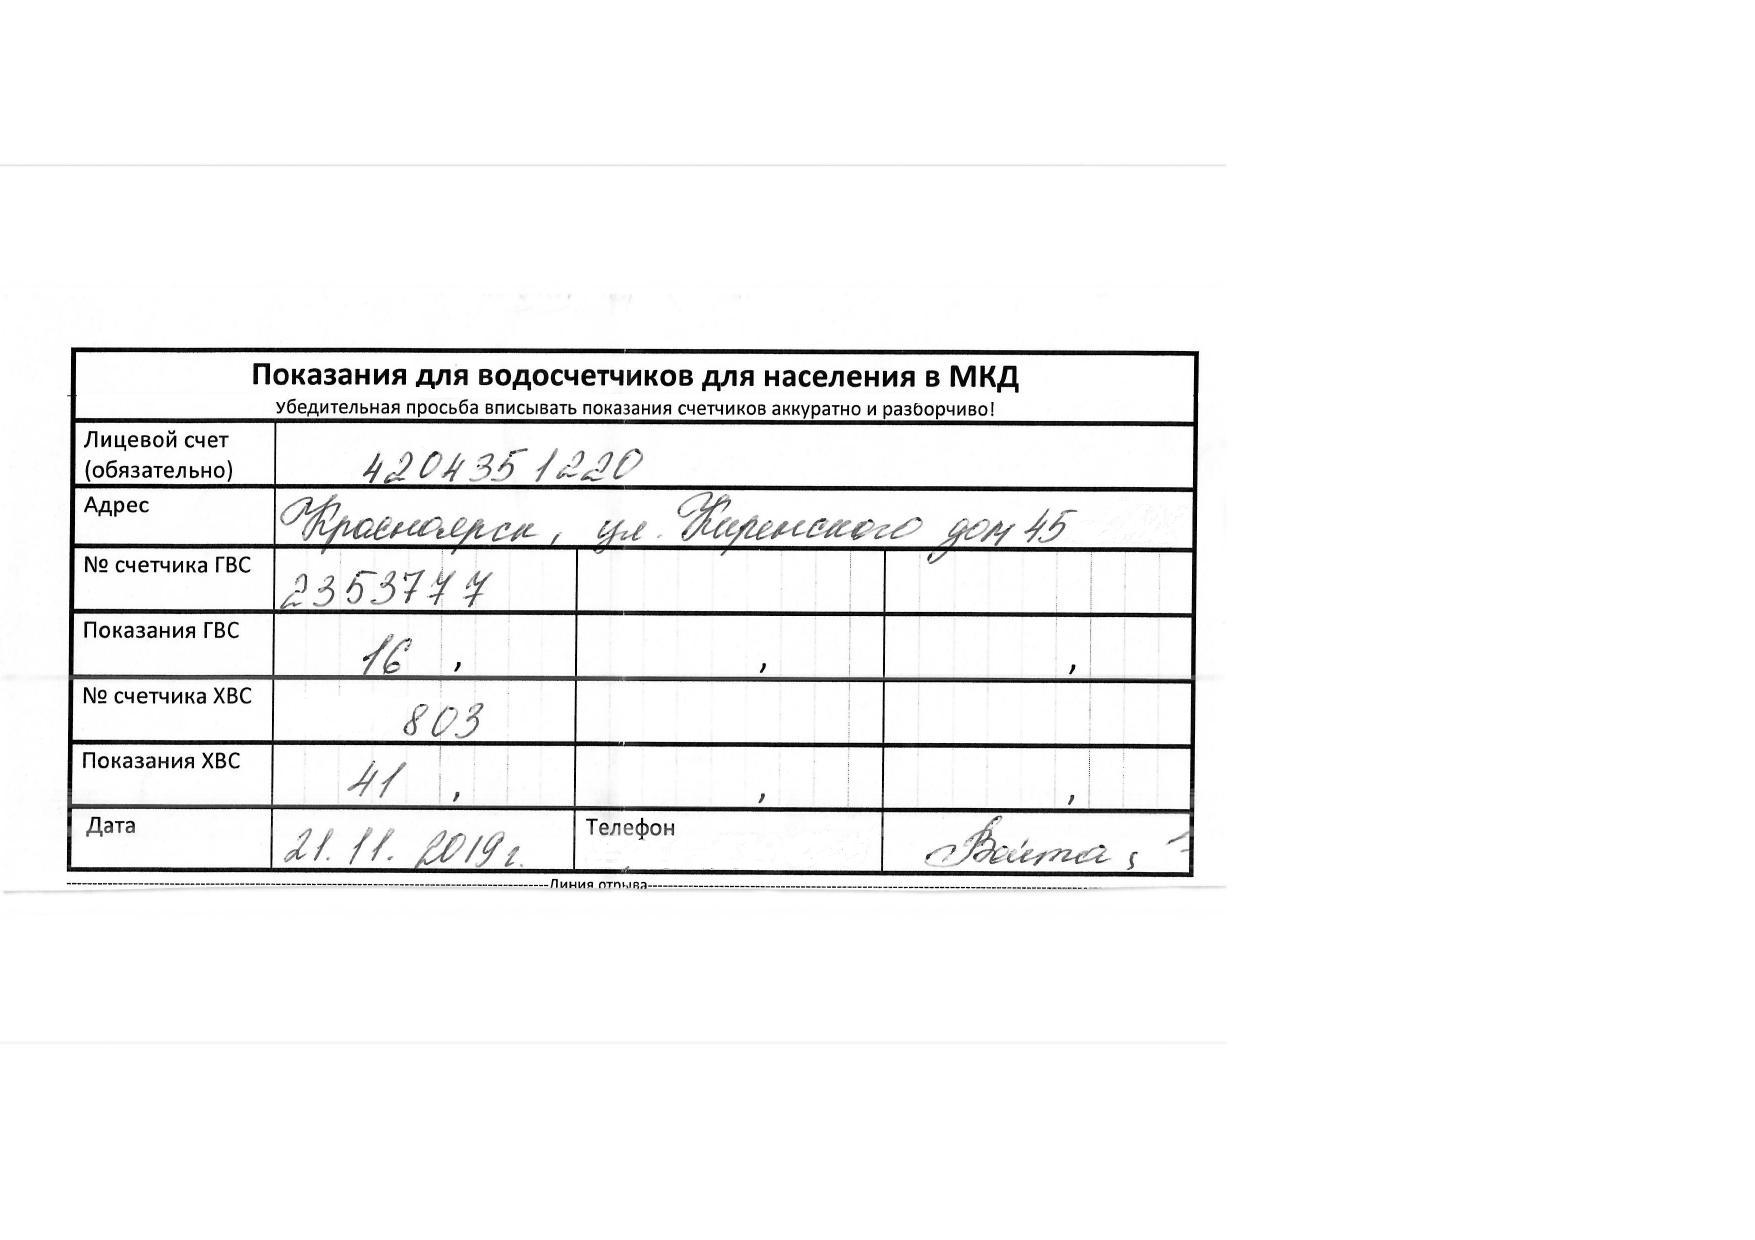 Показания для водосчетчиков для населения в МКД
Убедительная просьба вписывать показания счетчиков аккуратно и разборчиво!
Лицевой счет
(обязательно) 4204351220
Адрес Красноярск, ул. Киренского дом 45
№ счетчика ГВС 2353777
Показания ГВС 16 , , ,
№ счетчика ХВС 803
Показания ХВС 41 , , ,
Дата 21.11.2019г. Телефон
Линия отрыва